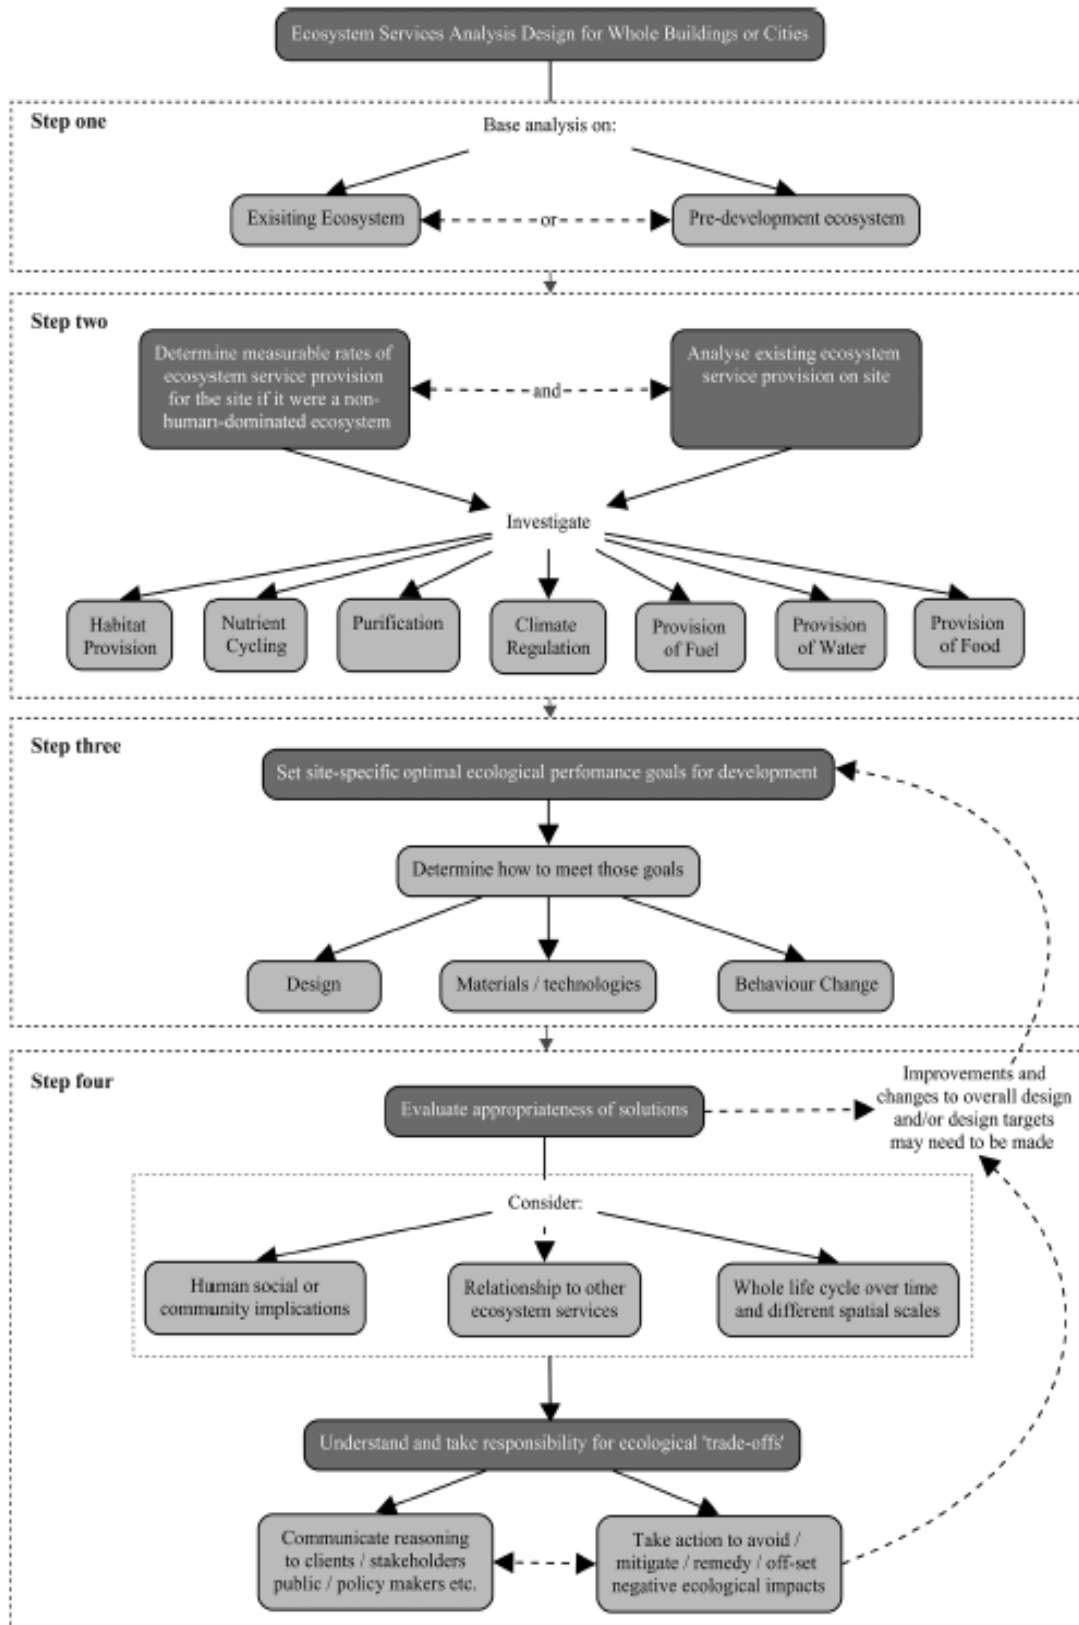 Ecosystem Services Analysis Design for Whole Buildings or Cities
Step one
Base analysis on:
Exisiting Ecosystem
or
Pre-development ecosystem
Step two
Determine measurable rates of
ecosystem service provision
for the site if it were a non-
human-dominated ecosystem
and
Analyse existing ecosystem
service provision on site
Investigate
Habitat
Provision
Nutrient
Cycling
Purification
Climate
Regulation
Provision
of Fuel
Provision
of Water
Provision
of Food
Step three
Set site-specific optimal ecological perfomance goals for development
Determine how to meet those goals
Design
Materials / technologies
Behaviour Change
Step four
Evaluate appropriateness of solutions
Improvements and
changes to overall design
and/or design targets
may need to be made
Consider:
Human social or
community implications
Relationship to other
ecosystem services
Whole life cycle over time
and different spatial scales
Understand and take responsibility for ecological 'trade-offs'
Communicate reasoning
to clients / stakeholders
public / policy makers etc.
Take action to avoid /
mitigate / remedy / off-set
negative ecological impacts